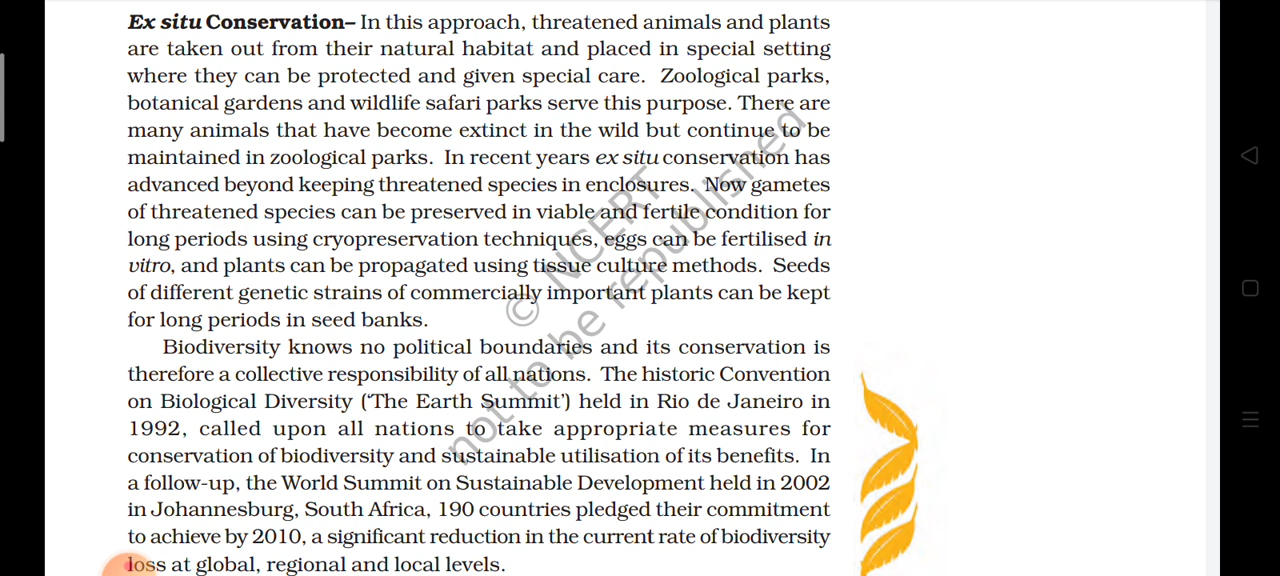 Ex situ Conservation– In this approach, threatened animals and plants
are taken out from their natural habitat and placed in special setting
where they can be protected and given special care. Zoological parks,
botanical gardens and wildlife safari parks serve this purpose. There are
many animals that have become extinct in the wild but continue to be
maintained in zoological parks. In recent years ex situ conservation has
advanced beyond keeping threatened species in enclosures. Now gametes
of threatened species can be preserved in viable and fertile condition for
long periods using cryopreservation techniques, eggs can be fertilised in
vitro, and plants can be propagated using tissue culture methods. Seeds
of different genetic strains of commercially important plants can be kept
for long periods in seed banks.
Biodiversity knows no political boundaries and its conservation is
therefore a collective responsibility of all nations. The historic Convention
on Biological Diversity (‘The Earth Summit’) held in Rio de Janeiro in
1992, called upon all nations to take appropriate measures for
conservation of biodiversity and sustainable utilisation of its benefits. In
a follow-up, the World Summit on Sustainable Development held in 2002
in Johannesburg, South Africa, 190 countries pledged their commitment
to achieve by 2010, a significant reduction in the current rate of biodiversity
loss at global, regional and local levels.
© NCERT
not to be republished